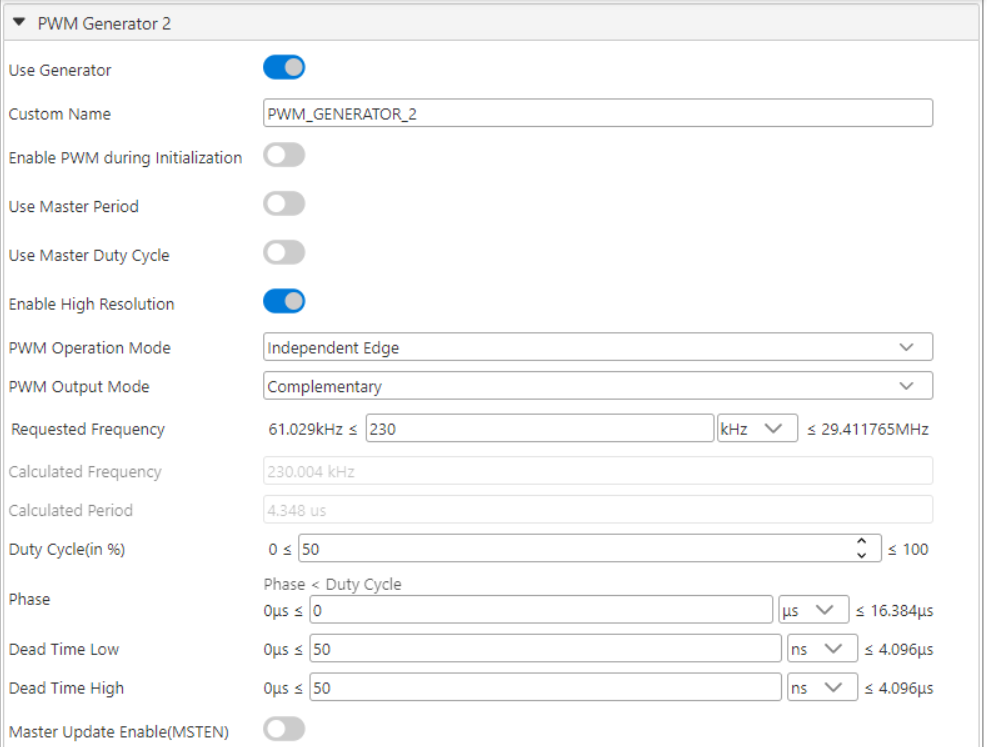 PWM Generator 2
Use Generator
Custom Name PWM_GENERATOR_2
Enable PWM during Initialization
Use Master Period
Use Master Duty Cycle
Enable High Resolution
PWM Operation Mode Independent Edge
PWM Output Mode Complementary
Requested Frequency 61.029kHz ≤ 230 kHz ≤ 29.411765MHz
Calculated Frequency 230.004 kHz
Calculated Period 4.348 us
Duty Cycle(in %) 0 ≤ 50 ≤ 100
Phase < Duty Cycle
Phase 0µs ≤ 0 µs ≤ 16.384µs
Dead Time Low 0µs ≤ 50 ns ≤ 4.096µs
Dead Time High 0µs ≤ 50 ns ≤ 4.096µs
Master Update Enable(MSTEN)